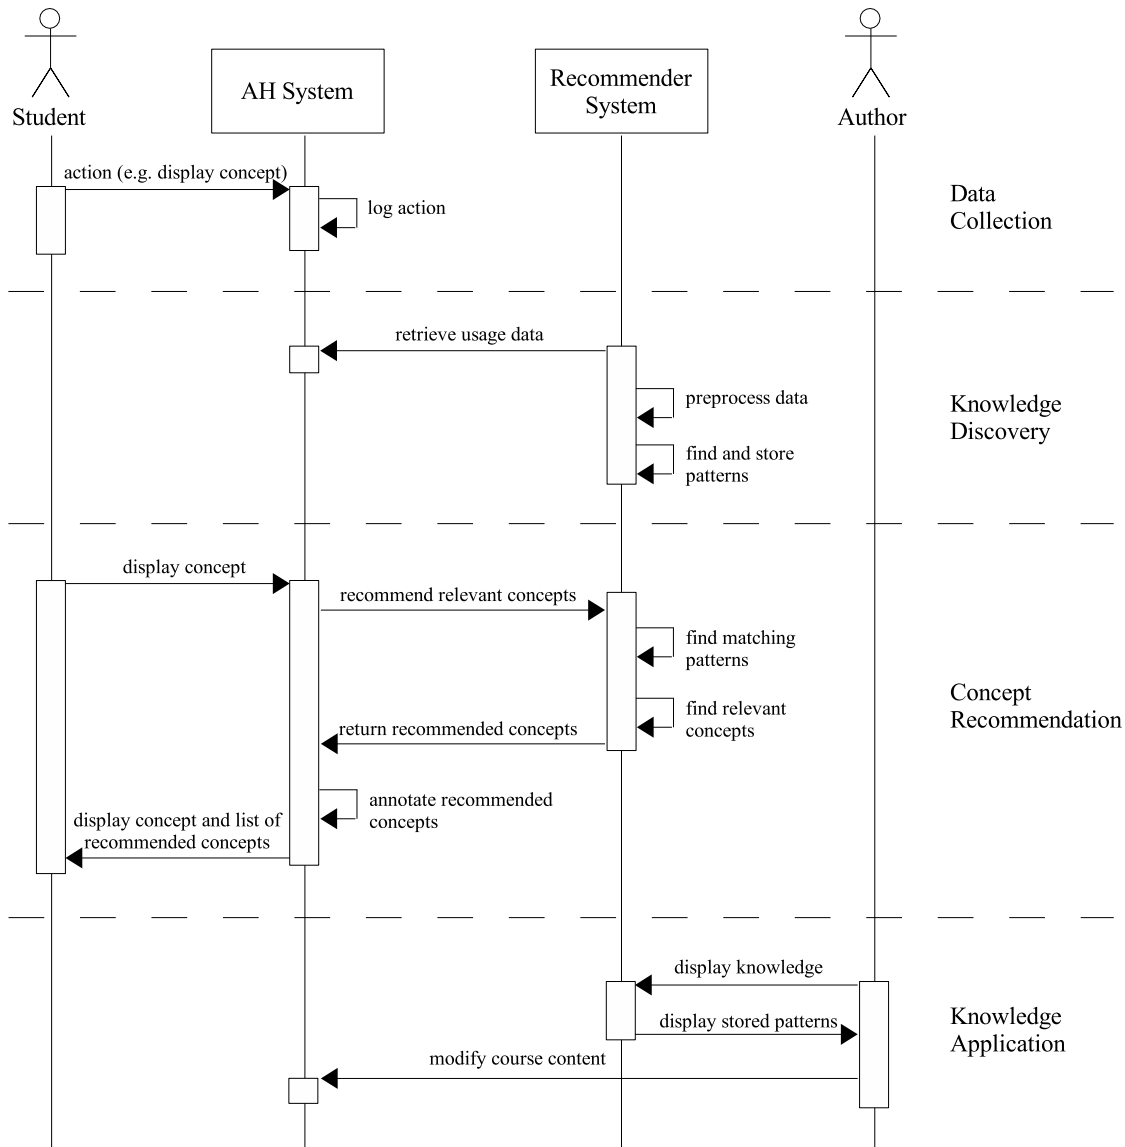 Student
AH System
Recommender
System
Author
action (e.g. display concept)
log action
Data
Collection
retrieve usage data
preprocess data
find and store
patterns
Knowledge
Discovery
display concept
recommend relevant concepts
find matching
patterns
find relevant
concepts
return recommended concepts
annotate recommended
concepts
display concept and list of
recommended concepts
Concept
Recommendation
display knowledge
display stored patterns
modify course content
Knowledge
Application